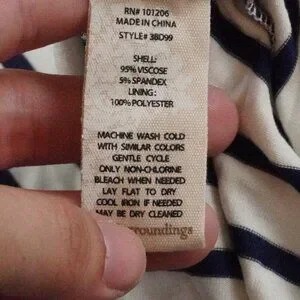 RN# 101206
MADE IN CHINA
STYLE# 3BD99
SHELL:
95% VISCOSE
5% SPANDEX
LINING:
100% POLYESTER
MACHINE WASH COLD
WITH SIMILAR COLORS
GENTLE CYCLE
ONLY NON-CHLORINE
BLEACH WHEN NEEDED
LAY FLAT TO DRY
COOL IRON IF NEEDED
MAY BE DRY CLEANED
roundings